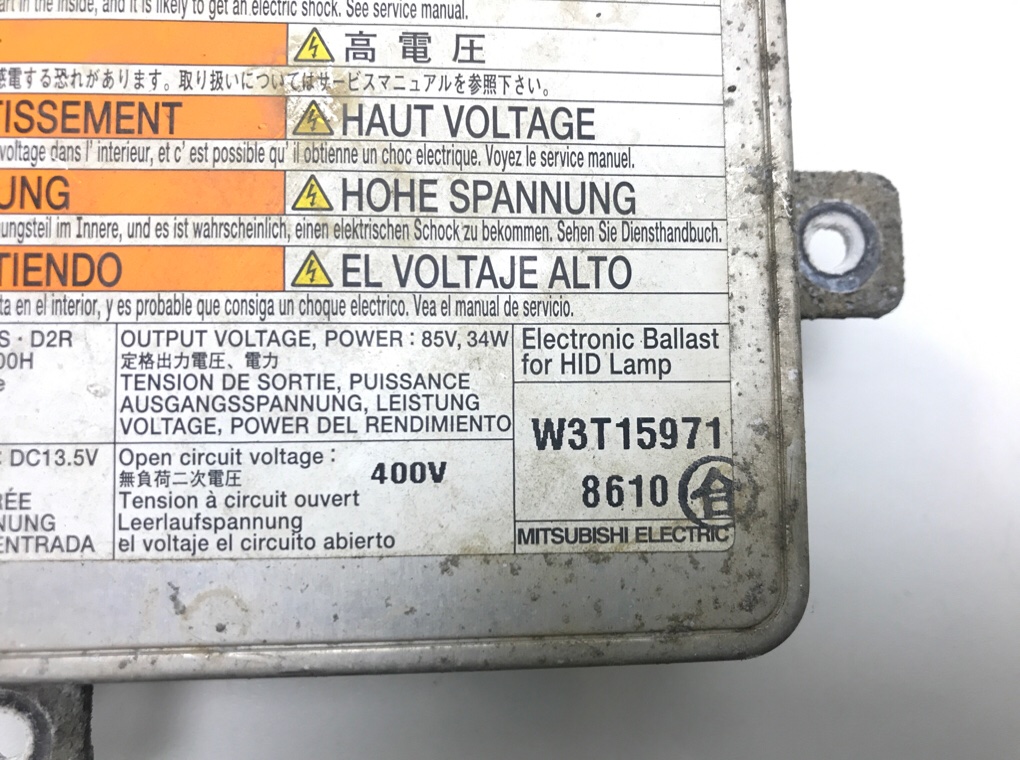 art in the inside, and it is likely to get an electric shock. See service manual.
高電圧
感電する恐れがあります。取り扱いについてはサービスマニュアルを参照下さい。
TISSEMENT
HAUT VOLTAGE
voltage dans l' interieur, et c' est possible qu' il obtienne un choc electrique. Voyez le service manuel.
UNG
HOHE SPANNUNG
ungsteil im Innere, und es ist wahrscheinlich, einen elektrischen Schock zu bekommen. Sehen Sie Diensthandbuch.
TIENDO
EL VOLTAJE ALTO
ta en el interior, y es probable que consiga un choque electrico. Vea el manual de servicio.
S · D2R
00H
e
OUTPUT VOLTAGE, POWER : 85V, 34W
定格出力電圧、電力
TENSION DE SORTIE, PUISSANCE
AUSGANGSSPANNUNG, LEISTUNG
VOLTAGE, POWER DEL RENDIMIENTO
Electronic Ballast
for HID Lamp
: DC13.5V
RÉE
NUNG
ENTRADA
Open circuit voltage : 400V
無負荷二次電圧
Tension à circuit ouvert
Leerlaufspannung
el voltaje el circuito abierto
W3T15971
8610 合
MITSUBISHI ELECTRIC